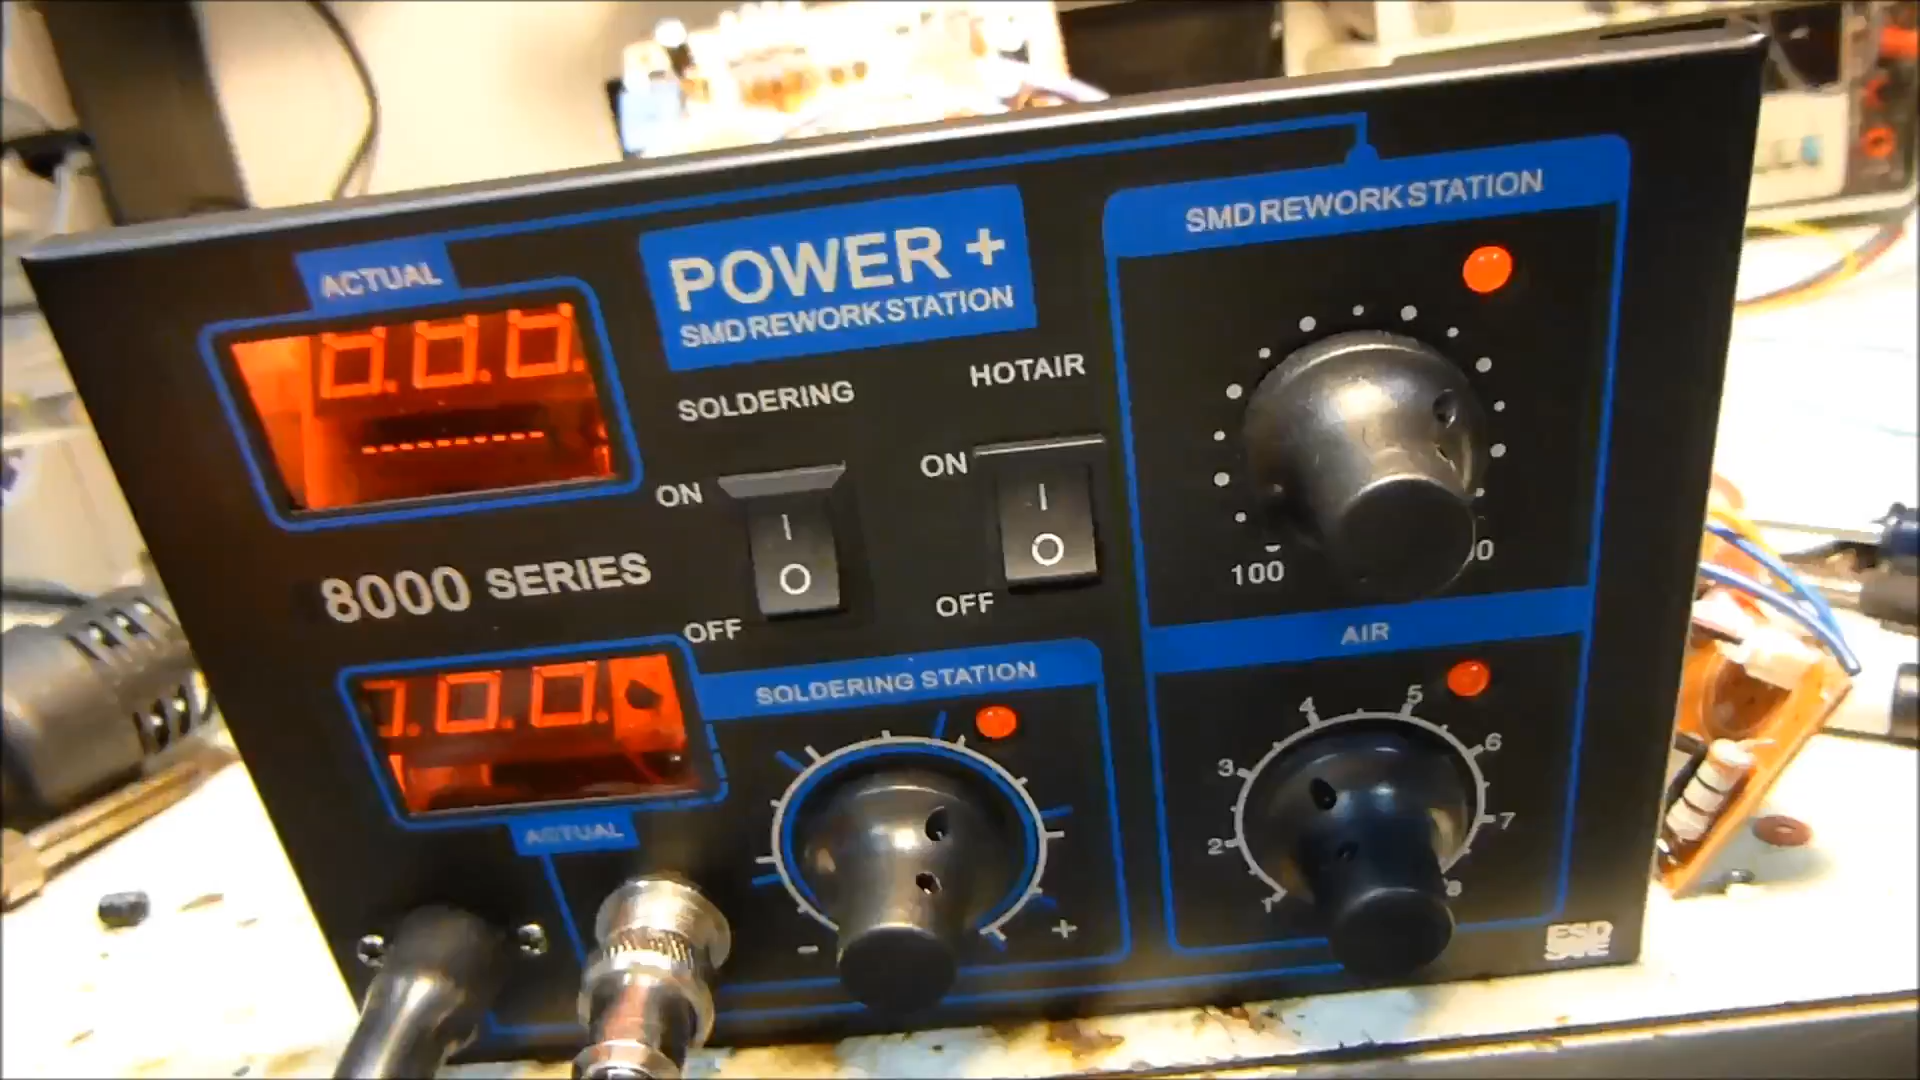 ACTUAL
POWER +
SMD REWORK STATION
SMD REWORK STATION
SOLDERING
HOTAIR
ON
I
O
OFF
ON
I
O
OFF
100
8000 SERIES
ACTUAL
SOLDERING STATION
-
+
AIR
1
2
3
4
5
6
7
8
ESD
SAFE